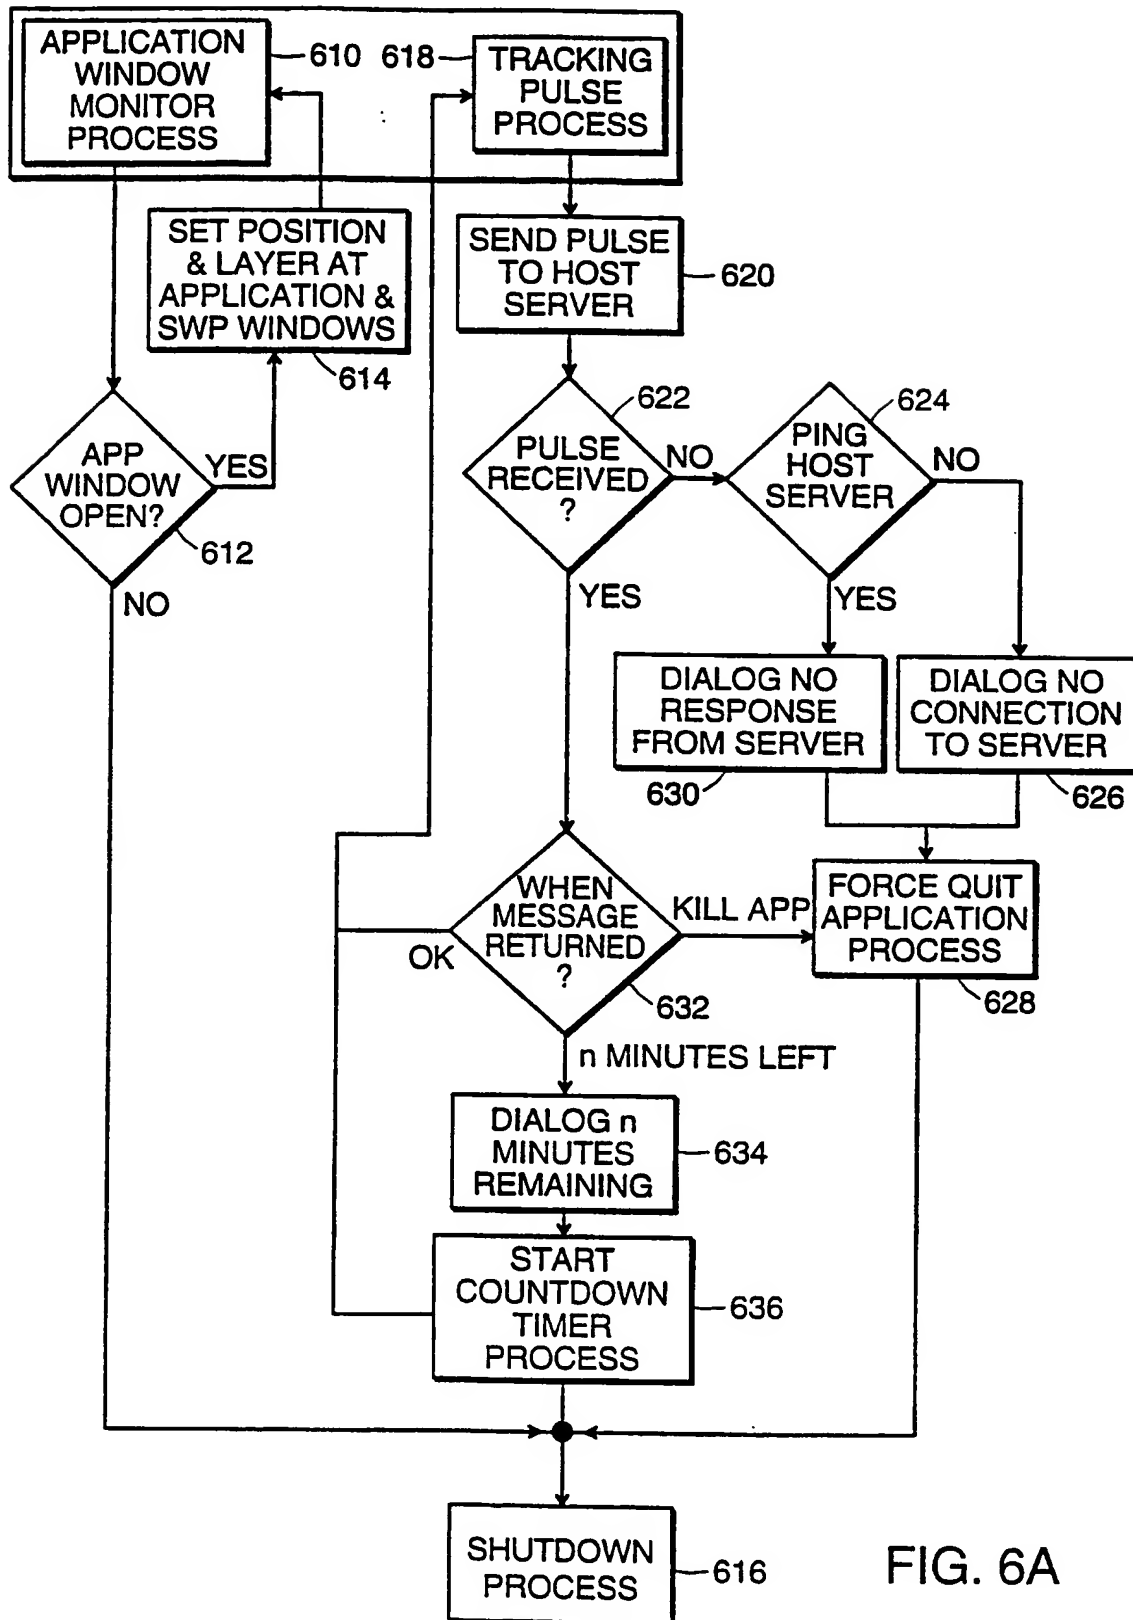 APPLICATION
WINDOW
MONITOR
PROCESS
610
618
TRACKING
PULSE
PROCESS
SET POSITION
& LAYER AT
APPLICATION &
SWP WINDOWS
614
SEND PULSE
TO HOST
SERVER
620
APP
WINDOW
OPEN?
YES
612
NO
PULSE
RECEIVED
?
622
NO
YES
PING
HOST
SERVER
624
NO
YES
DIALOG NO
RESPONSE
FROM SERVER
630
DIALOG NO
CONNECTION
TO SERVER
626
WHEN
MESSAGE
RETURNED
?
OK
KILL APP
632
FORCE QUIT
APPLICATION
PROCESS
628
n MINUTES LEFT
DIALOG n
MINUTES
REMAINING
634
START
COUNTDOWN
TIMER
PROCESS
636
SHUTDOWN
PROCESS
616
FIG. 6A